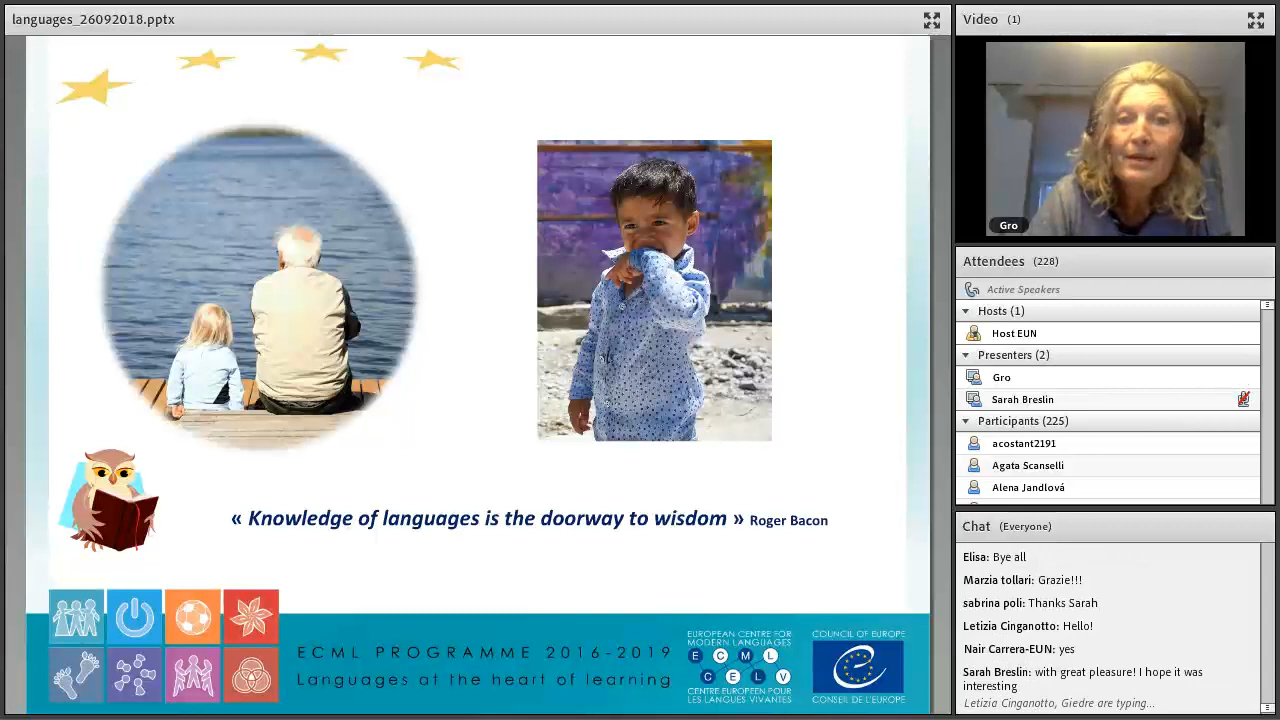 languages_26092018.pptx
« Knowledge of languages is the doorway to wisdom » Roger Bacon
ECML PROGRAMME 2016-2019
Languages at the heart of learning
EUROPEAN CENTRE FOR
MODERN LANGUAGES
E C M L
C E L V
CENTRE EUROPEEN POUR
LES LANGUES VIVANTES
COUNCIL OF EUROPE
CONSEIL DE L'EUROPE
Video (1)
Gro
Attendees (228)
Active Speakers
Hosts (1)
Host EUN
Presenters (2)
Gro
Sarah Breslin
Participants (225)
acostant2191
Agata Scanselli
Alena Jandlová
Chat (Everyone)
Elisa: Bye all
Marzia tollari: Grazie!!!
sabrina poli: Thanks Sarah
Letizia Cinganotto: Hello!
Nair Carrera-EUN: yes
Sarah Breslin: with great pleasure! I hope it was
interesting
Letizia Cinganotto, Giedre are typing...